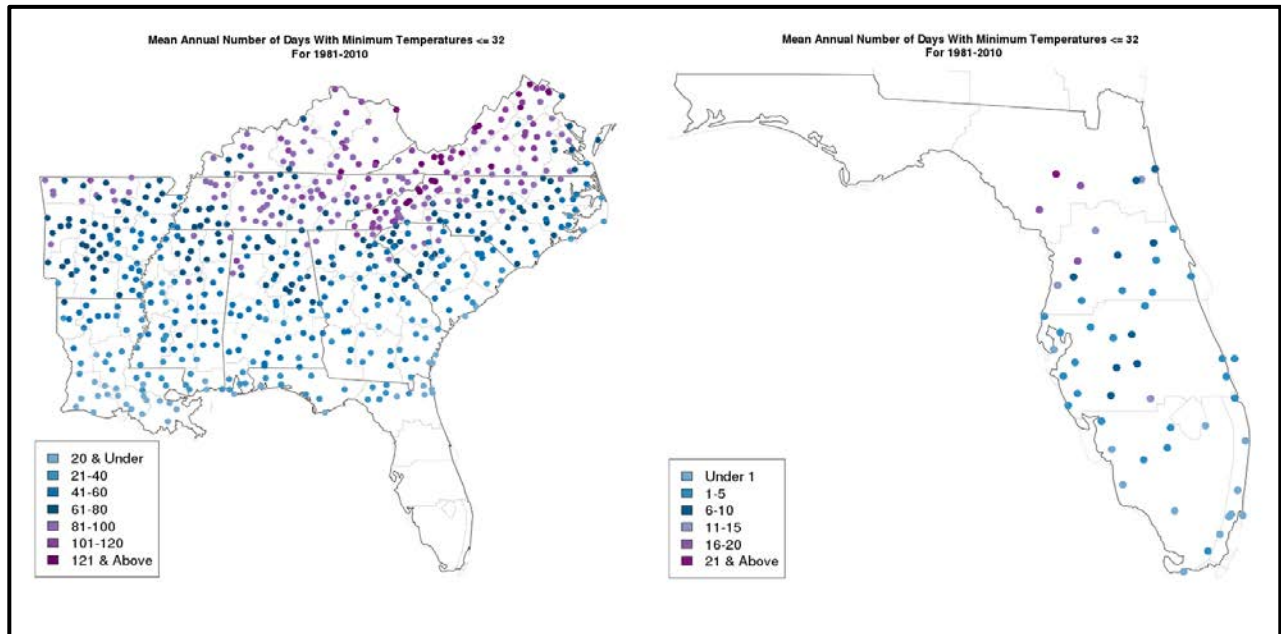 Mean Annual Number of Days With Minimum Temperatures <= 32
For 1981-2010
20 & Under
21-40
41-60
61-80
81-100
101-120
121 & Above
Mean Annual Number of Days With Minimum Temperatures <= 32
For 1981-2010
Under 1
1-5
6-10
11-15
16-20
21 & Above